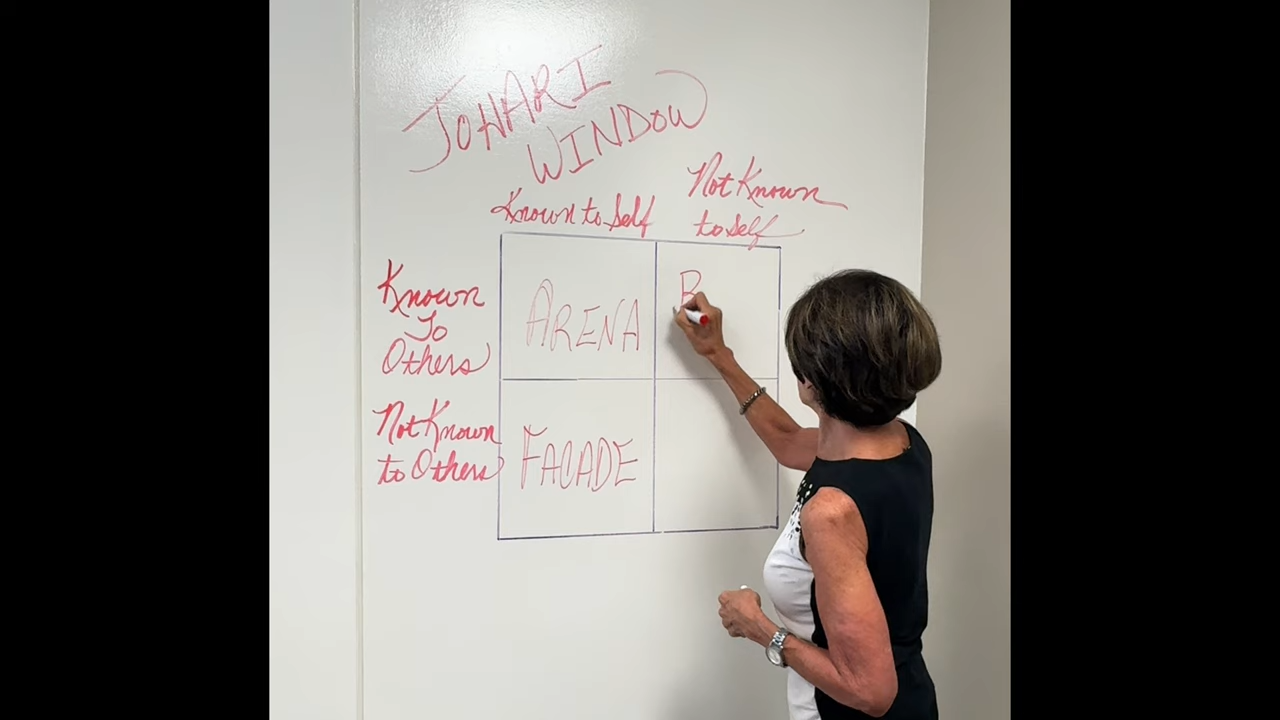 JOHARI
WINDOW
Known to Self
Not Known
to Self
Known
To
Others
ARENA
B
Not Known
to Others
FACADE